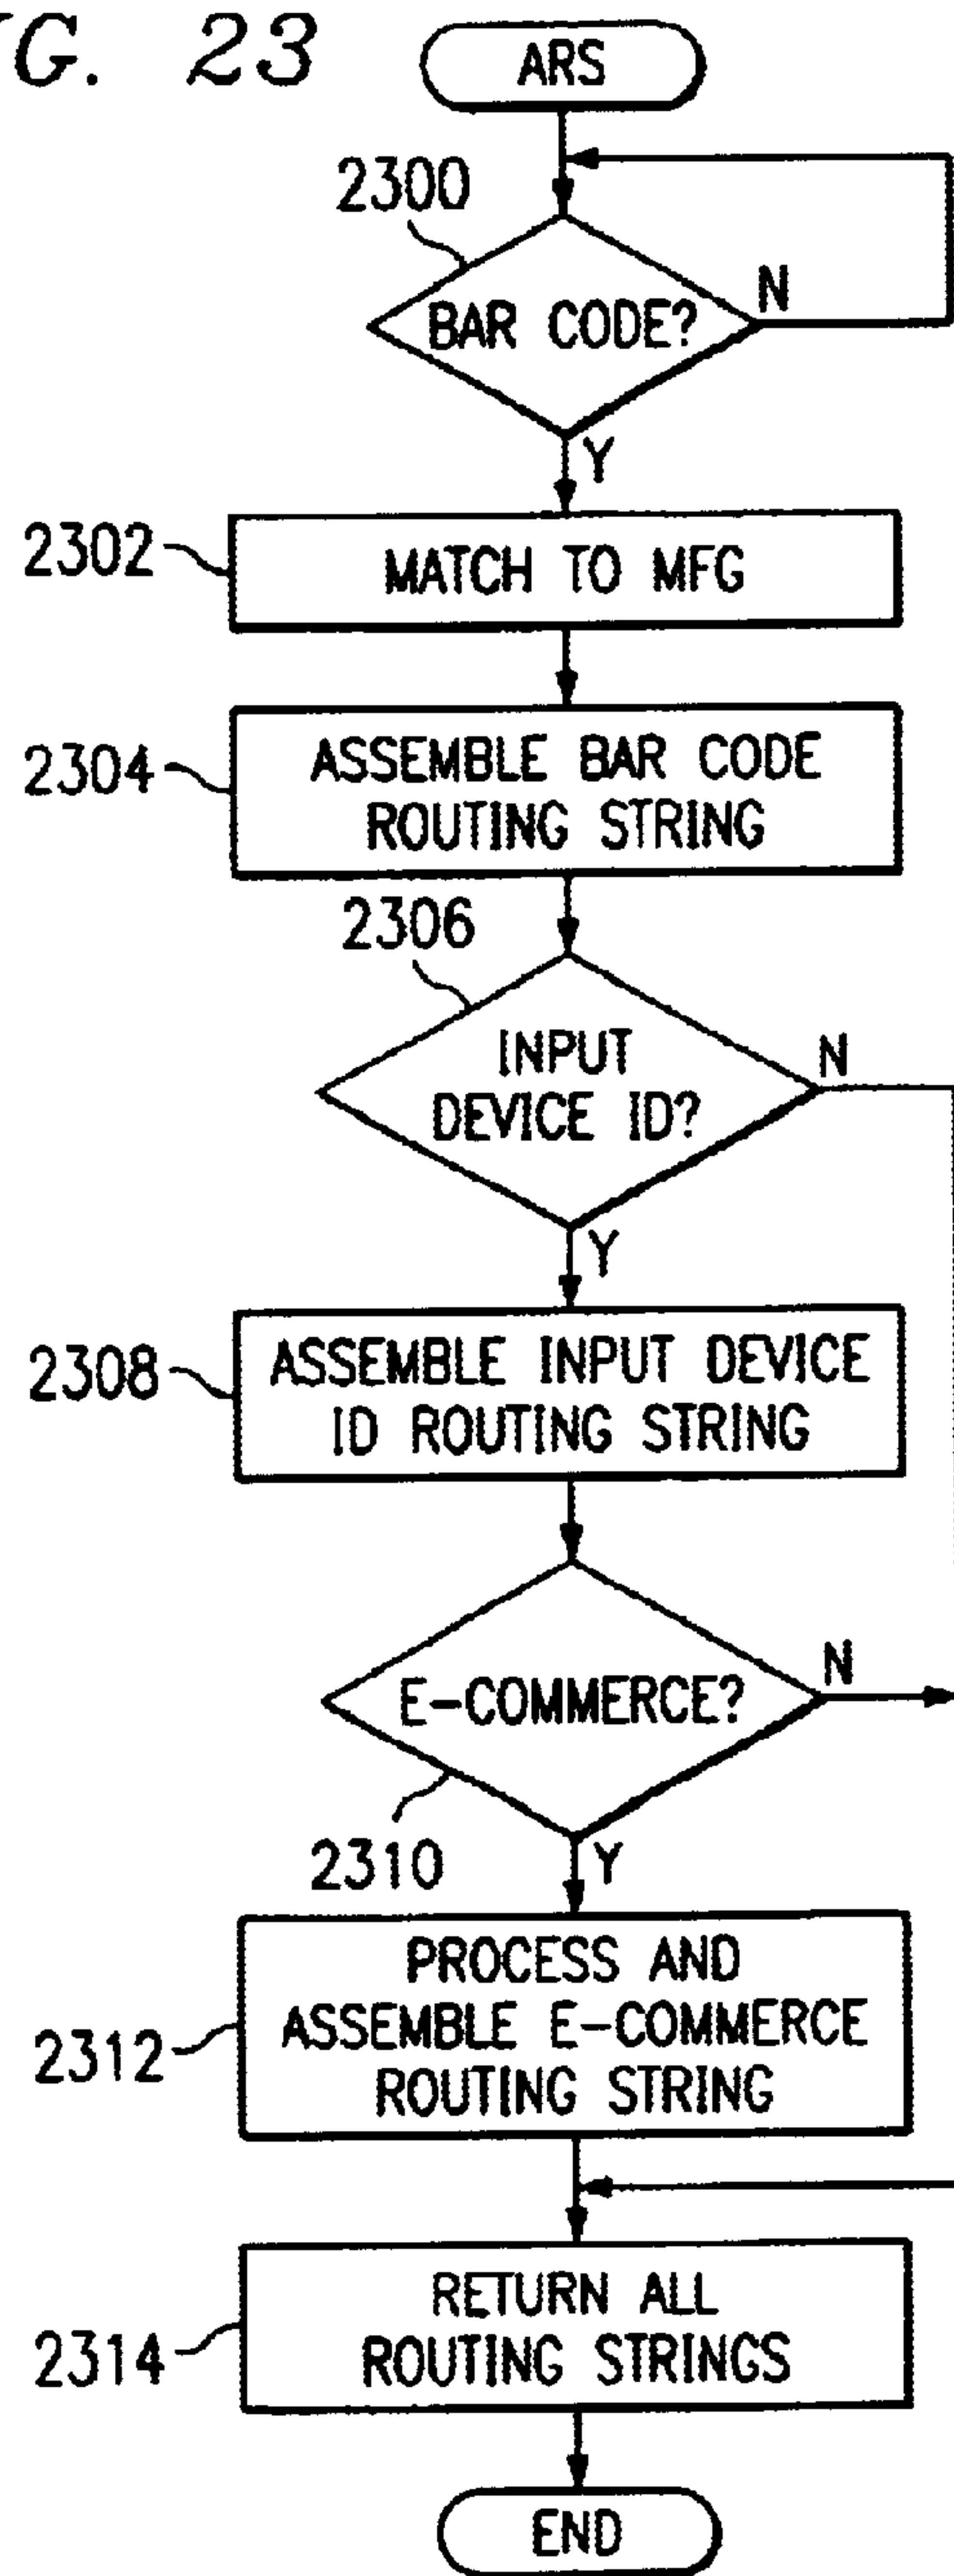 G. 23
ARS
2300
BAR CODE?
N
Y
2302
MATCH TO MFG
2304
ASSEMBLE BAR CODE
ROUTING STRING
2306
INPUT
DEVICE ID?
N
Y
2308
ASSEMBLE INPUT DEVICE
ID ROUTING STRING
E-COMMERCE?
N
2310
Y
2312
PROCESS AND
ASSEMBLE E-COMMERCE
ROUTING STRING
2314
RETURN ALL
ROUTING STRINGS
END